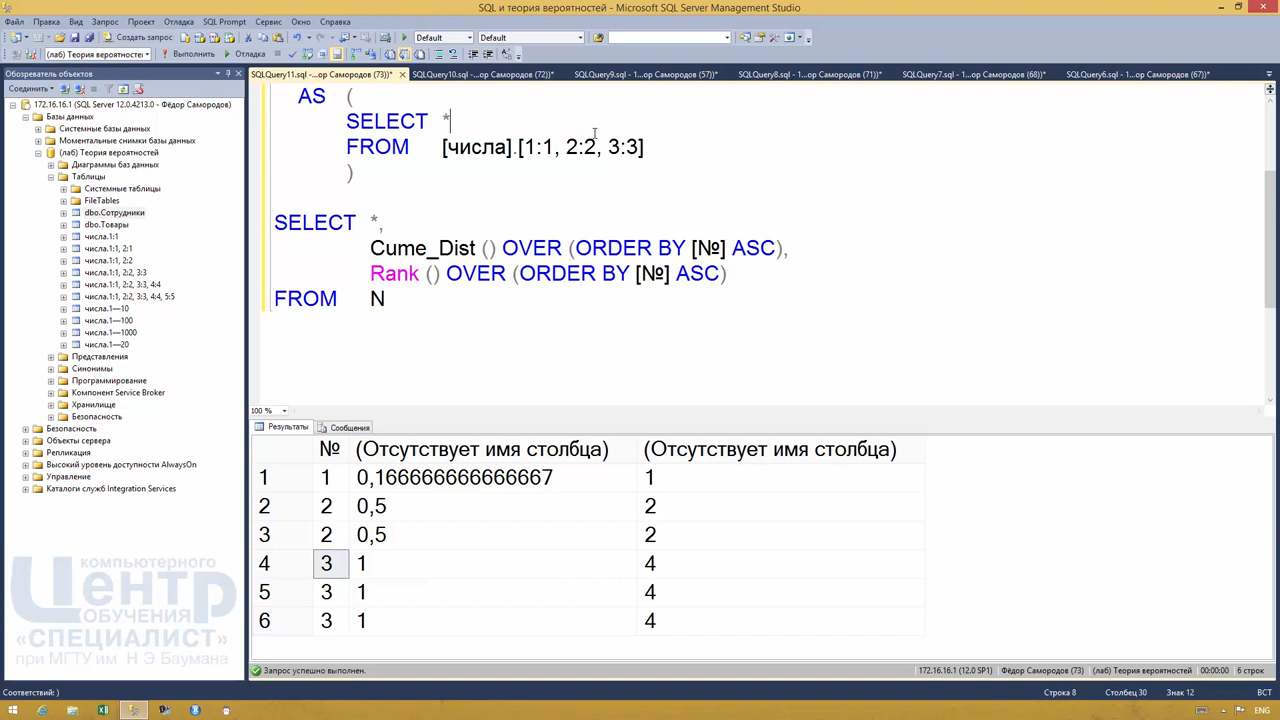 SQL и теория вероятностей - Microsoft SQL Server Management Studio
Файл Правка Вид Запрос Проект Отладка SQL Prompt Сервис Окно Справка
Создать запрос Default Default
(лаб) Теория вероятносте Выполнить Отладка
Обозреватель объектов
SQLQuery11.sql -...ор Самородов (73))* SQLQuery10.sql -...ор Самородов (72))* SQLQuery9.sql - 1...ор Самородов (57))* SQLQuery8.sql - 1...ор Самородов (71))* SQLQuery7.sql - 1...ор Самородов (68))* SQLQuery6.sql - 1...ор Самородов (67))*
Соединить
172.16.16.1 (SQL Server 12.0.4213.0 - Фёдор Самородов)
Базы данных
Системные базы данных
Моментальные снимки базы данных
(лаб) Теория вероятностей
Диаграммы баз данных
Таблицы
Системные таблицы
FileTables
dbo.Сотрудники
dbo.Товары
числа.1:1
числа.1:1, 2:1
числа.1:1, 2:2
числа.1:1, 2:2, 3:3
числа.1:1, 2:2, 3:3, 4:4
числа.1:1, 2:2, 3:3, 4:4, 5:5
числа.1—10
числа.1—100
числа.1—1000
числа.1—20
Представления
Синонимы
Программирование
Компонент Service Broker
Хранилище
Безопасность
Безопасность
Объекты сервера
Репликация
Высокий уровень доступности AlwaysOn
Управление
Каталоги служб Integration Services
компьютерного
Центр
ОБУЧЕНИЯ
«СПЕЦИАЛИСТ»
при МГТУ им Н Э Баумана
AS (
SELECT *
FROM [числа].[1:1, 2:2, 3:3]
)
SELECT *,
Cume_Dist () OVER (ORDER BY [№] ASC),
Rank () OVER (ORDER BY [№] ASC)
FROM N
100 %
Результаты Сообщения
№ (Отсутствует имя столбца) (Отсутствует имя столбца)
1 1 0,166666666666667 1
2 2 0,5 2
3 2 0,5 2
4 3 1 4
5 3 1 4
6 3 1 4
Запрос успешно выполнен. 172.16.16.1 (12.0 SP1) Фёдор Самородов (73) (лаб) Теория вероятностей 00:00:00 6 строк
Соответствий: ) Строка 8 Столбец 30 Знак 12 ВСТ
ENG